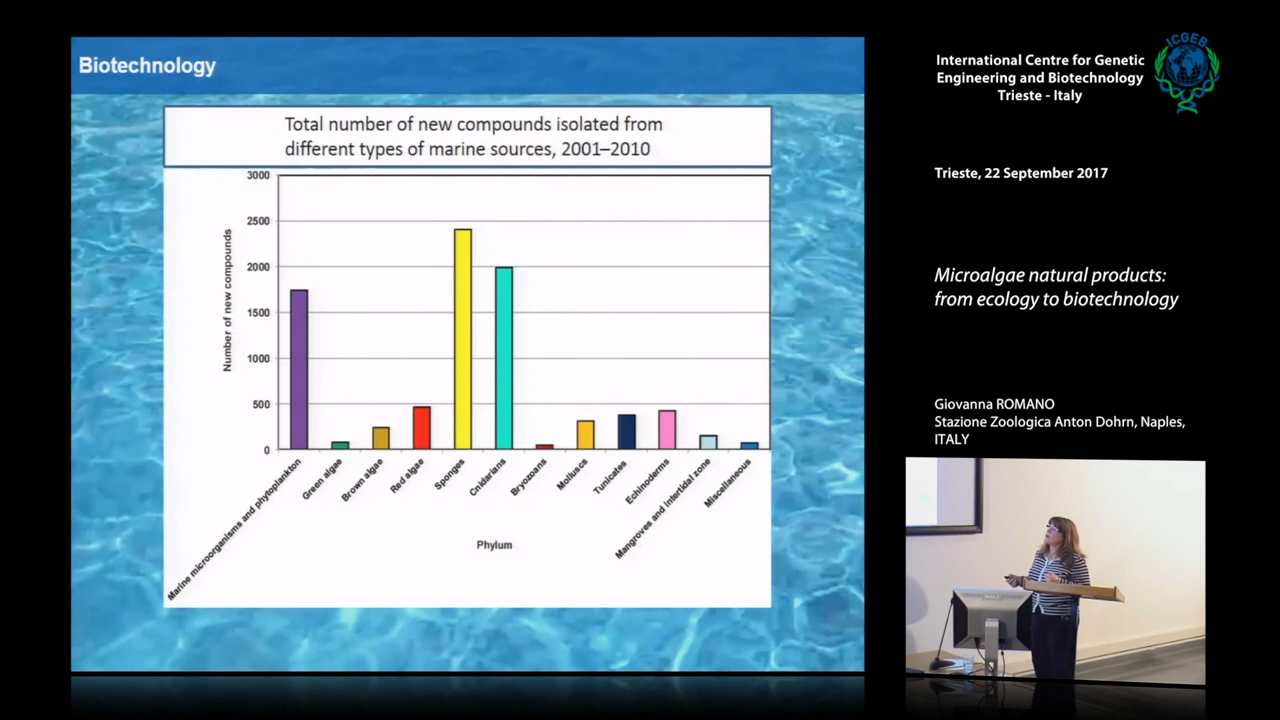 Biotechnology
Total number of new compounds isolated from
different types of marine sources, 2001–2010
3000
2500
2000
1500
1000
500
0
Number of new compounds
Marine microorganisms and phytoplankton
Green algae
Brown algae
Red algae
Sponges
Cnidarians
Bryozoans
Molluscs
Tunicates
Echinoderms
Mangroves and intertidal zone
Miscellaneous
Phylum
International Centre for Genetic
Engineering and Biotechnology
Trieste - Italy
ICGEB
Trieste, 22 September 2017
Microalgae natural products:
from ecology to biotechnology
Giovanna ROMANO
Stazione Zoologica Anton Dohrn, Naples,
ITALY